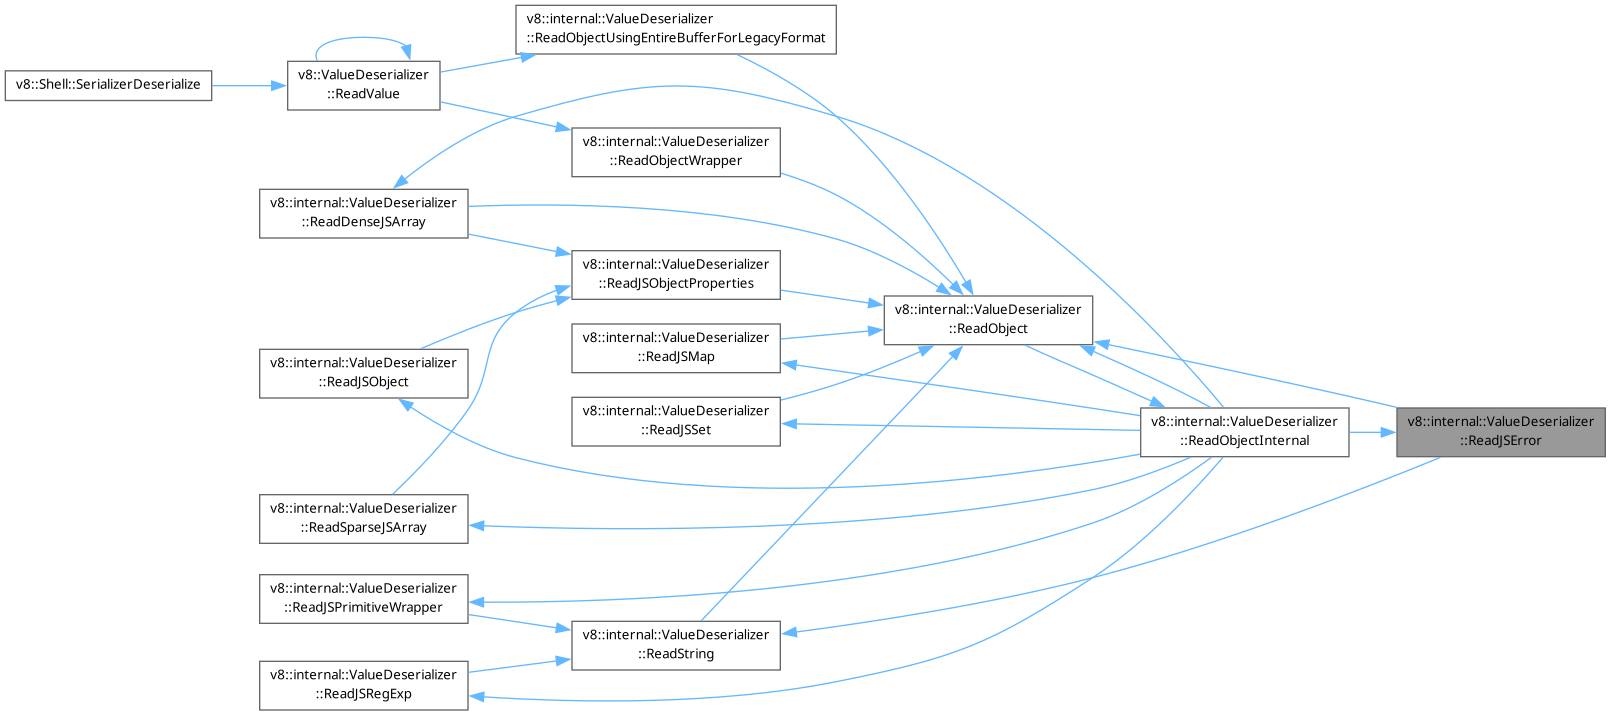 v8::internal::ValueDeserializer
::ReadObjectUsingEntireBufferForLegacyFormat
v8::Shell::SerializerDeserialize
v8::ValueDeserializer
::ReadValue
v8::internal::ValueDeserializer
::ReadObjectWrapper
v8::internal::ValueDeserializer
::ReadDenseJSArray
v8::internal::ValueDeserializer
::ReadJSObjectProperties
v8::internal::ValueDeserializer
::ReadObject
v8::internal::ValueDeserializer
::ReadJSMap
v8::internal::ValueDeserializer
::ReadJSObject
v8::internal::ValueDeserializer
::ReadJSSet
v8::internal::ValueDeserializer
::ReadObjectInternal
v8::internal::ValueDeserializer
::ReadJSError
v8::internal::ValueDeserializer
::ReadSparseJSArray
v8::internal::ValueDeserializer
::ReadJSPrimitiveWrapper
v8::internal::ValueDeserializer
::ReadString
v8::internal::ValueDeserializer
::ReadJSRegExp